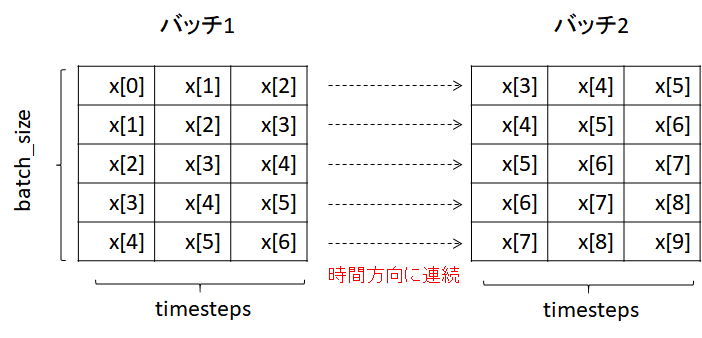 バッチ1 バッチ2
batch_size
x[0] x[1] x[2] x[3] x[4] x[5]
x[1] x[2] x[3] x[4] x[5] x[6]
x[2] x[3] x[4] x[5] x[6] x[7]
x[3] x[4] x[5] x[6] x[7] x[8]
x[4] x[5] x[6] x[7] x[8] x[9]
時間方向に連続
timesteps timesteps